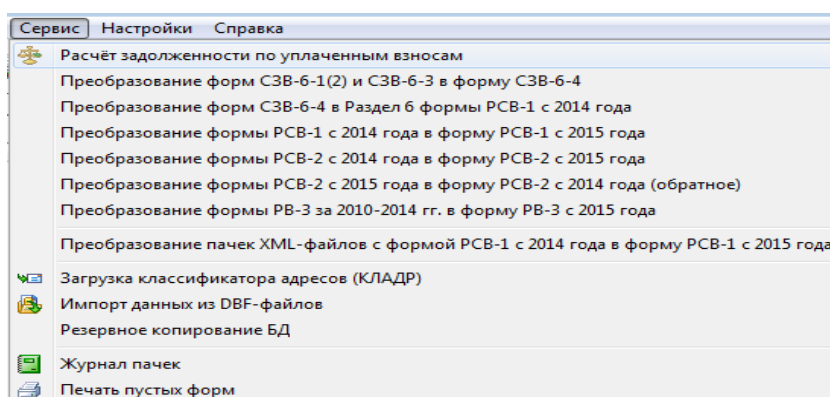 Сервис Настройки Справка
Расчёт задолженности по уплаченным взносам
Преобразование форм СЗВ-6-1(2) и СЗВ-6-3 в форму СЗВ-6-4
Преобразование форм СЗВ-6-4 в Раздел 6 формы РСВ-1 с 2014 года
Преобразование формы РСВ-1 с 2014 года в форму РСВ-1 с 2015 года
Преобразование формы РСВ-2 с 2014 года в форму РСВ-2 с 2015 года
Преобразование формы РСВ-2 с 2015 года в форму РСВ-2 с 2014 года (обратное)
Преобразование формы РВ-3 за 2010-2014 гг. в форму РВ-3 с 2015 года
Преобразование пачек XML-файлов с формой РСВ-1 с 2014 года в форму РСВ-1 с 2015 года
Загрузка классификатора адресов (КЛАДР)
Импорт данных из DBF-файлов
Резервное копирование БД
Журнал пачек
Печать пустых форм